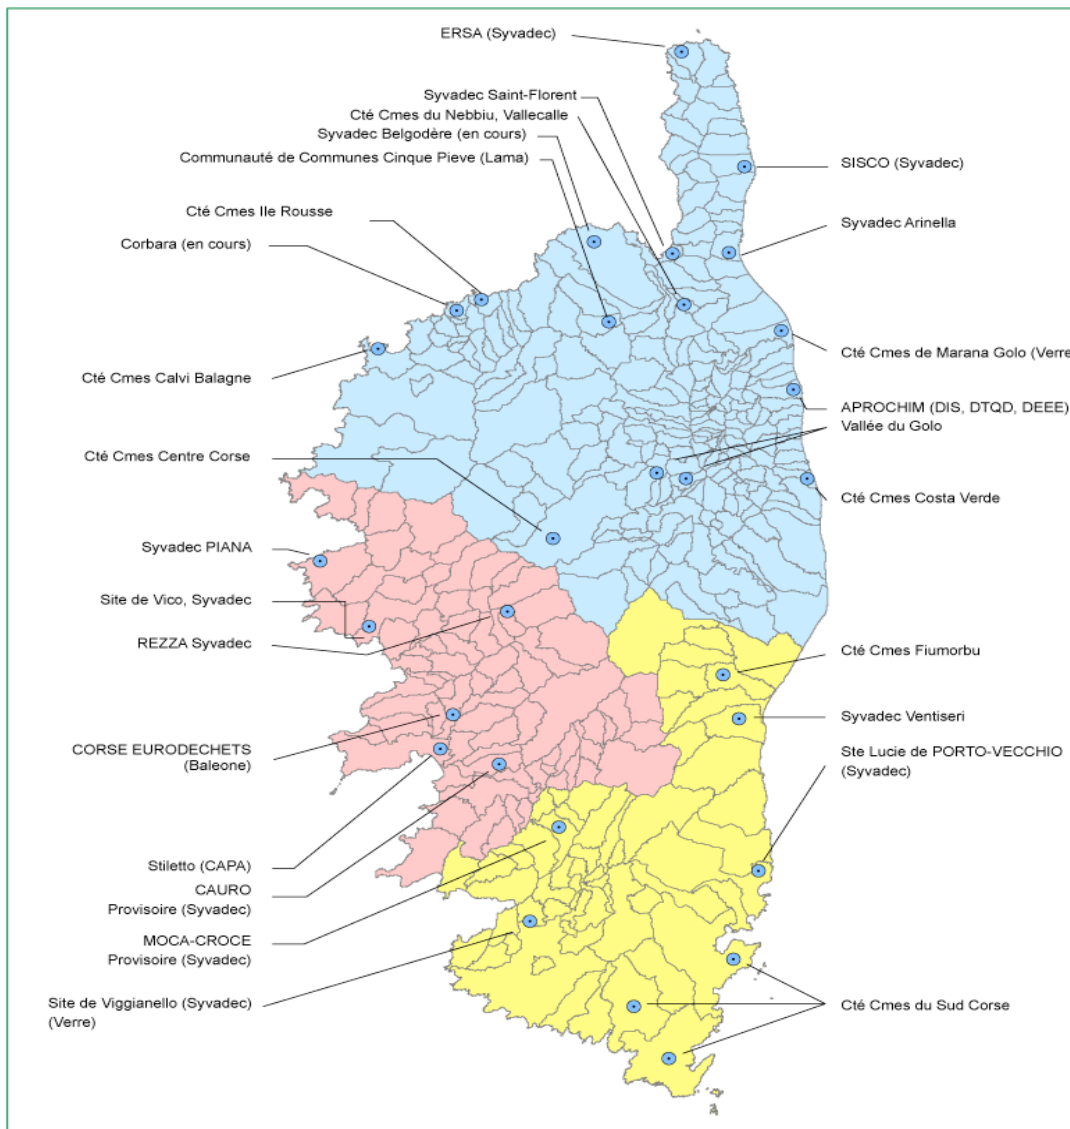 ERSA (Syvadec)
Syvadec Saint-Florent
Cté Cmes du Nebbiu, Vallecalle
Syvadec Belgodère (en cours)
Communauté de Communes Cinque Pieve (Lama)
SISCO (Syvadec)
Cté Cmes Ile Rousse
Syvadec Arinella
Corbara (en cours)
Cté Cmes de Marana Golo (Verre
Cté Cmes Calvi Balagne
APROCHIM (DIS, DTQD, DEEE)
Vallée du Golo
Cté Cmes Centre Corse
Cté Cmes Costa Verde
Syvadec PIANA
Site de Vico, Syvadec
REZZA Syvadec
Cté Cmes Fiumorbu
Syvadec Ventiseri
CORSE EURODECHETS
(Baleone)
Ste Lucie de PORTO-VECCHIO
(Syvadec)
Stiletto (CAPA)
CAURO
Provisoire (Syvadec)
MOCA-CROCE
Provisoire (Syvadec)
Site de Viggianello (Syvadec)
(Verre)
Cté Cmes du Sud Corse